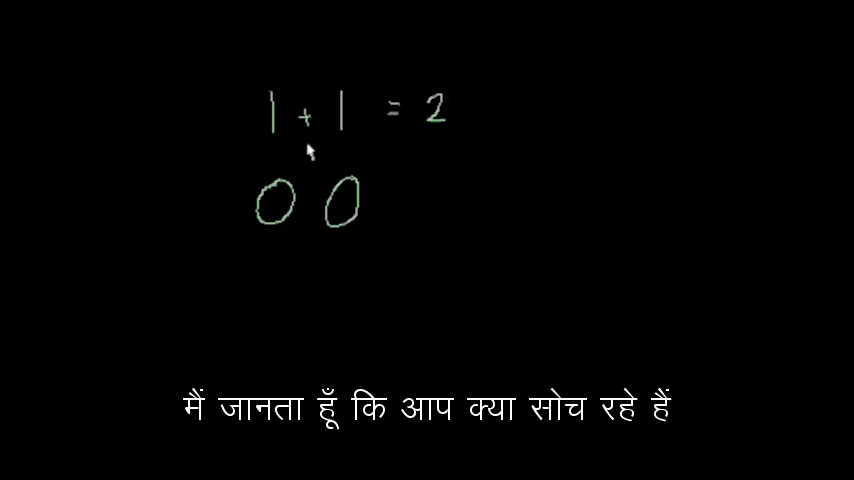 1 + 1 = 2
मैं जानता हूँ कि आप क्या सोच रहे हैं